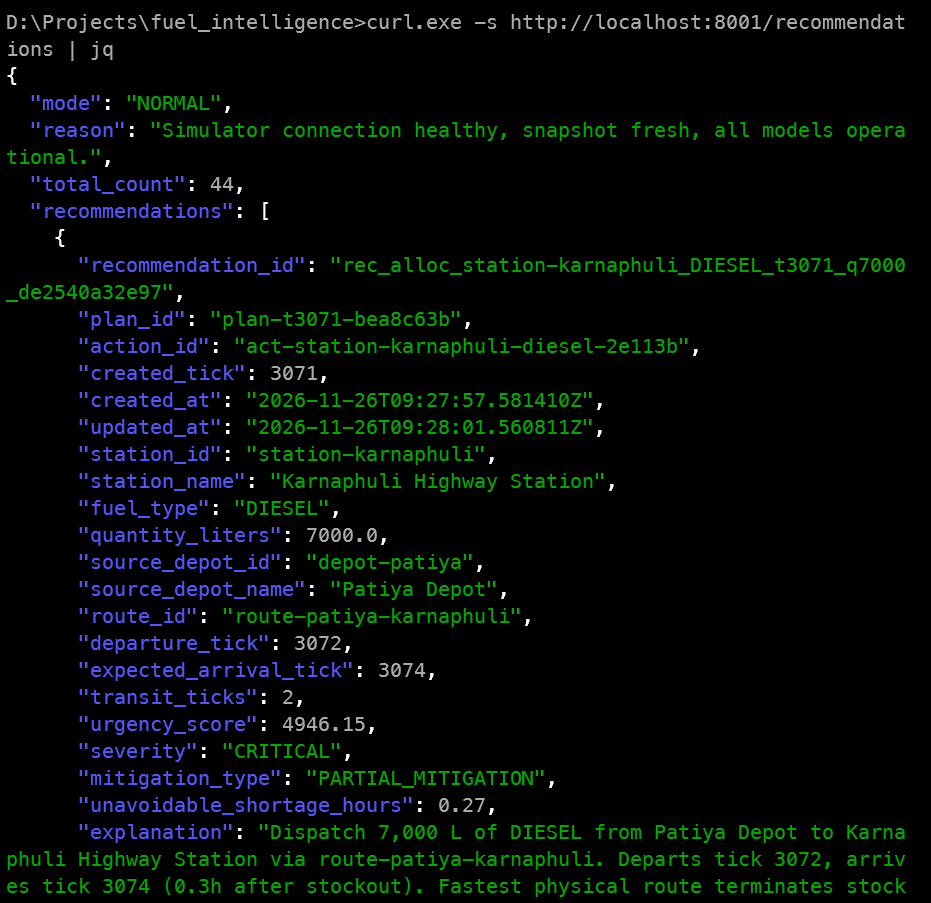 D:\Projects\fuel_intelligence>curl.exe -s http://localhost:8001/recommendat
ions | jq
{
  "mode": "NORMAL",
  "reason": "Simulator connection healthy, snapshot fresh, all models opera
tional.",
  "total_count": 44,
  "recommendations": [
    {
      "recommendation_id": "rec_alloc_station-karnaphuli_DIESEL_t3071_q7000
_de2540a32e97",
      "plan_id": "plan-t3071-bea8c63b",
      "action_id": "act-station-karnaphuli-diesel-2e113b",
      "created_tick": 3071,
      "created_at": "2026-11-26T09:27:57.581410Z",
      "updated_at": "2026-11-26T09:28:01.560811Z",
      "station_id": "station-karnaphuli",
      "station_name": "Karnaphuli Highway Station",
      "fuel_type": "DIESEL",
      "quantity_liters": 7000.0,
      "source_depot_id": "depot-patiya",
      "source_depot_name": "Patiya Depot",
      "route_id": "route-patiya-karnaphuli",
      "departure_tick": 3072,
      "expected_arrival_tick": 3074,
      "transit_ticks": 2,
      "urgency_score": 4946.15,
      "severity": "CRITICAL",
      "mitigation_type": "PARTIAL_MITIGATION",
      "unavoidable_shortage_hours": 0.27,
      "explanation": "Dispatch 7,000 L of DIESEL from Patiya Depot to Karna
phuli Highway Station via route-patiya-karnaphuli. Departs tick 3072, arriv
es tick 3074 (0.3h after stockout). Fastest physical route terminates stock